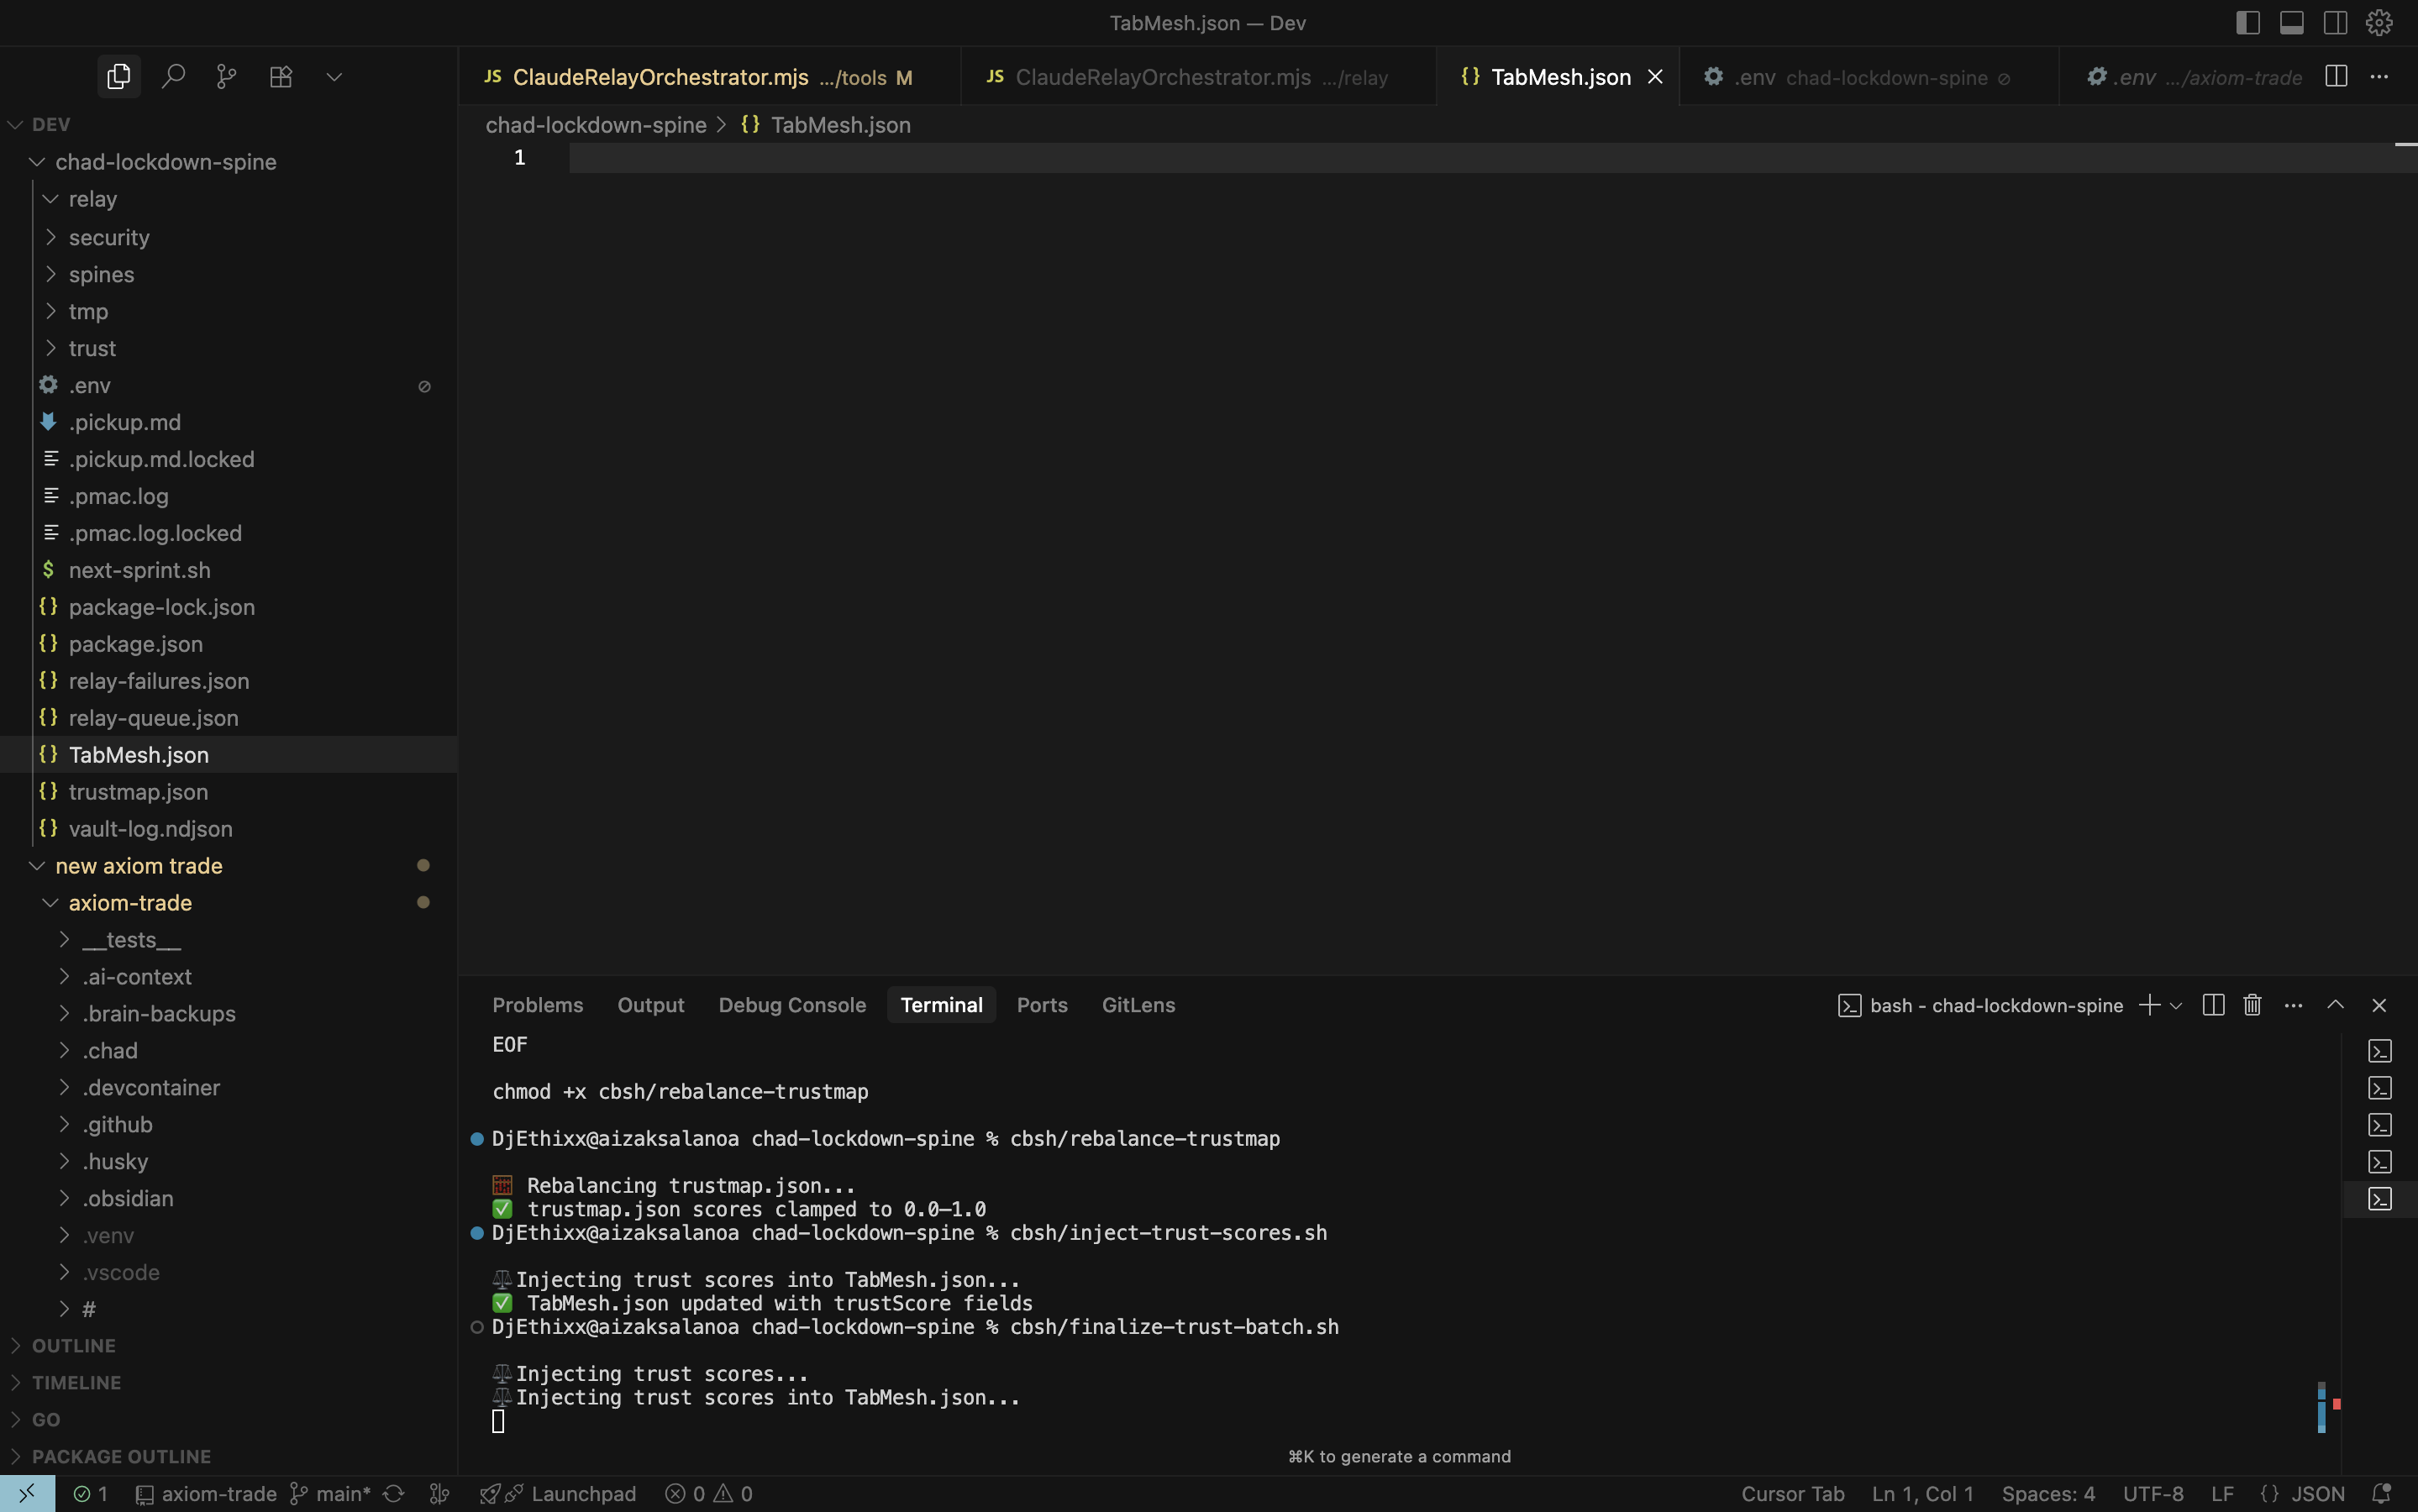 TabMesh.json — Dev
JS ClaudeRelayOrchestrator.mjs .../tools M
JS ClaudeRelayOrchestrator.mjs .../relay
{} TabMesh.json
.env chad-lockdown-spine
.env .../axiom-trade
DEV
chad-lockdown-spine
relay
security
spines
tmp
trust
.env
.pickup.md
.pickup.md.locked
.pmac.log
.pmac.log.locked
$ next-sprint.sh
{} package-lock.json
{} package.json
{} relay-failures.json
{} relay-queue.json
{} TabMesh.json
{} trustmap.json
{} vault-log.ndjson
new axiom trade
axiom-trade
__tests__
.ai-context
.brain-backups
.chad
.devcontainer
.github
.husky
.obsidian
.venv
.vscode
#
OUTLINE
TIMELINE
GO
PACKAGE OUTLINE
chad-lockdown-spine > {} TabMesh.json
1
Problems Output Debug Console Terminal Ports GitLens
bash - chad-lockdown-spine
EOF
chmod +x cbsh/rebalance-trustmap
DjEthixx@aizaksalanoa chad-lockdown-spine % cbsh/rebalance-trustmap
🧮 Rebalancing trustmap.json...
✅ trustmap.json scores clamped to 0.0–1.0
DjEthixx@aizaksalanoa chad-lockdown-spine % cbsh/inject-trust-scores.sh
⚖️Injecting trust scores into TabMesh.json...
✅ TabMesh.json updated with trustScore fields
DjEthixx@aizaksalanoa chad-lockdown-spine % cbsh/finalize-trust-batch.sh
⚖️Injecting trust scores...
⚖️Injecting trust scores into TabMesh.json...
⌘K to generate a command
1 axiom-trade main* Launchpad 0 0
Cursor Tab Ln 1, Col 1 Spaces: 4 UTF-8 LF {} JSON